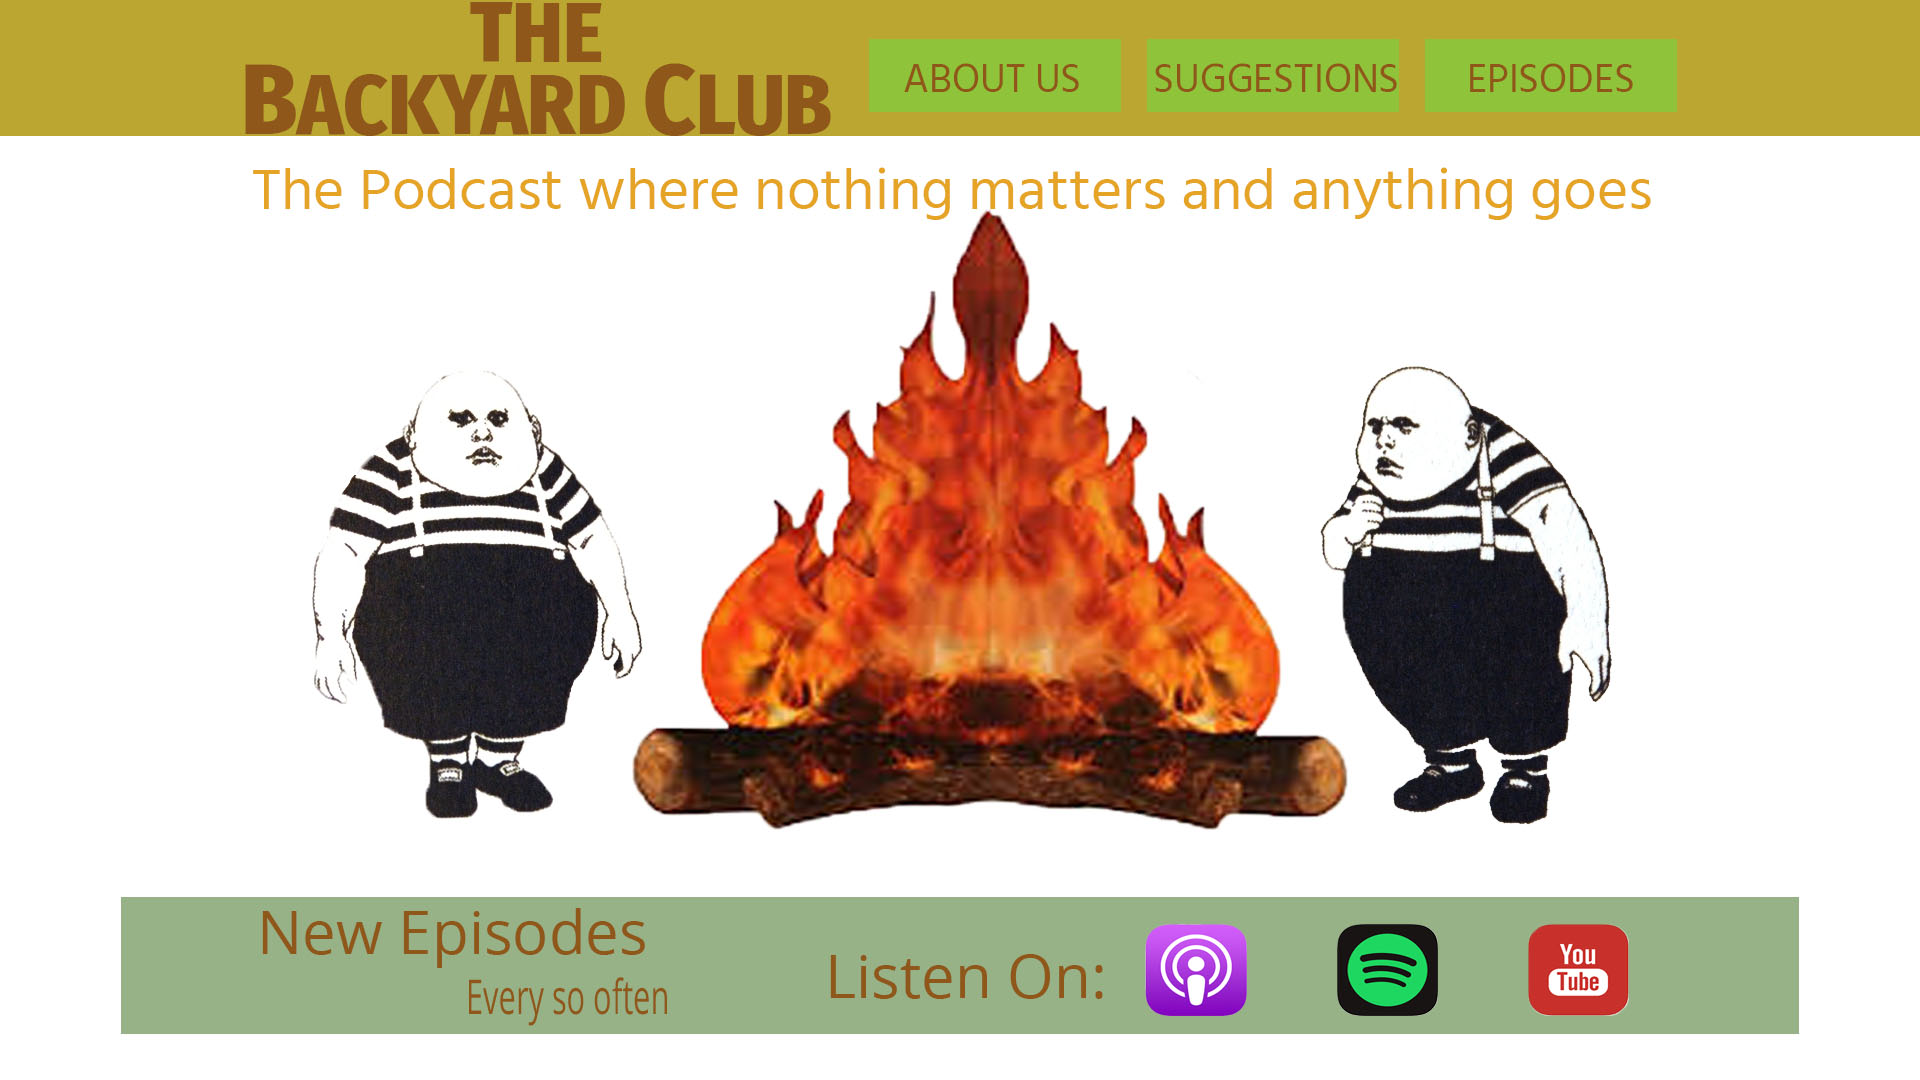 THE
BACKYARD CLUB
ABOUT US
SUGGESTIONS
EPISODES
The Podcast where nothing matters and anything goes
New Episodes
Every so often
Listen On:
You
Tube